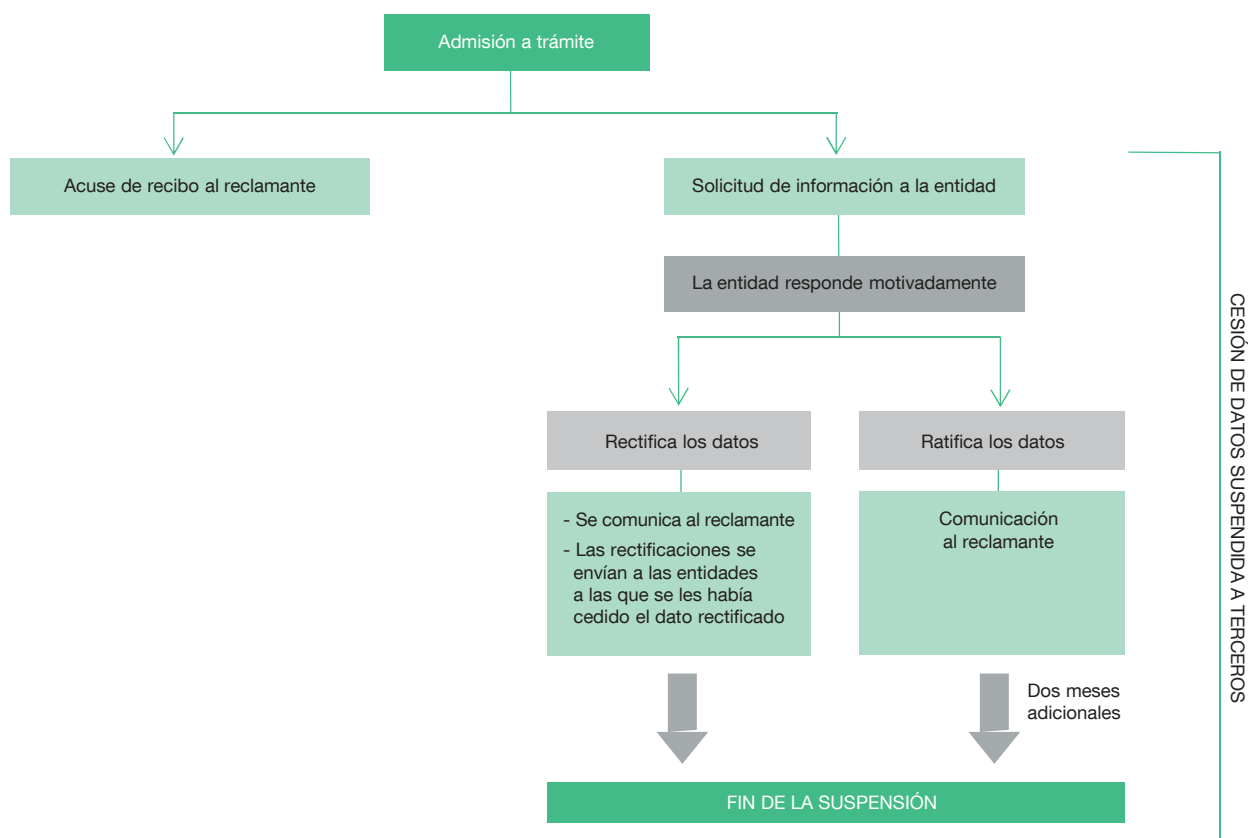 Admisión a trámite
Acuse de recibo al reclamante
Solicitud de información a la entidad
La entidad responde motivadamente
Rectifica los datos
Ratifica los datos
- Se comunica al reclamante
- Las rectificaciones se
envían a las entidades
a las que se les había
cedido el dato rectificado
Comunicación
al reclamante
Dos meses
adicionales
FIN DE LA SUSPENSIÓN
CESIÓN DE DATOS SUSPENDIDA A TERCEROS